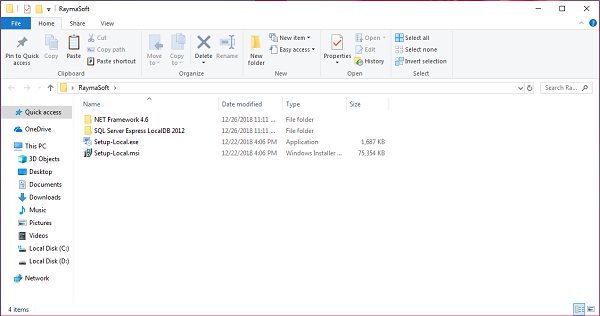 RaymaSoft
File Home Share View
Pin to Quick access
Copy
Paste
Cut
Copy path
Paste shortcut
Clipboard
Move to
Copy to
Delete
Rename
Organize
New folder
New item
Easy access
New
Properties
Open
Edit
History
Open
Select all
Select none
Invert selection
Select
RaymaSoft
Search Ra...
Name Date modified Type Size
NET Framework 4.6 12/26/2018 11:11 ... File folder
SQL Server Express LocalDB 2012 12/26/2018 11:11 ... File folder
Setup-Local.exe 12/22/2018 4:06 PM Application 1,687 KB
Setup-Local.msi 12/22/2018 4:06 PM Windows Installer ... 75,354 KB
Quick access
OneDrive
This PC
3D Objects
Desktop
Documents
Downloads
Music
Pictures
Videos
Local Disk (C:)
Local Disk (D:)
Network
4 items